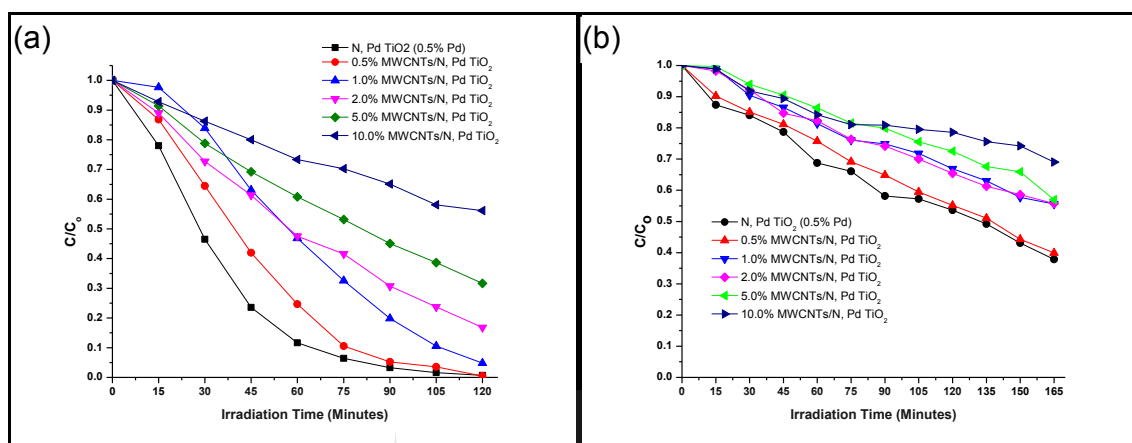 (a)
N, Pd TiO2 (0.5% Pd)
0.5% MWCNTs/N, Pd TiO₂
1.0% MWCNTs/N, Pd TiO₂
2.0% MWCNTs/N, Pd TiO₂
5.0% MWCNTs/N, Pd TiO₂
10.0% MWCNTs/N, Pd TiO₂
1.0
0.9
0.8
0.7
0.6
0.5
0.4
0.3
0.2
0.1
0.0
C/Cₒ
0 15 30 45 60 75 90 105 120
Irradiation Time (Minutes)
(b)
1.0
0.9
0.8
0.7
0.6
0.5
0.4
0.3
0.2
0.1
0.0
C/C₀
N, Pd TiO₂ (0.5% Pd)
0.5% MWCNTs/N, Pd TiO₂
1.0% MWCNTs/N, Pd TiO₂
2.0% MWCNTs/N, Pd TiO₂
5.0% MWCNTs/N, Pd TiO₂
10.0% MWCNTs/N, Pd TiO₂
0 15 30 45 60 75 90 105 120 135 150 165
Irradiation Time (Minutes)